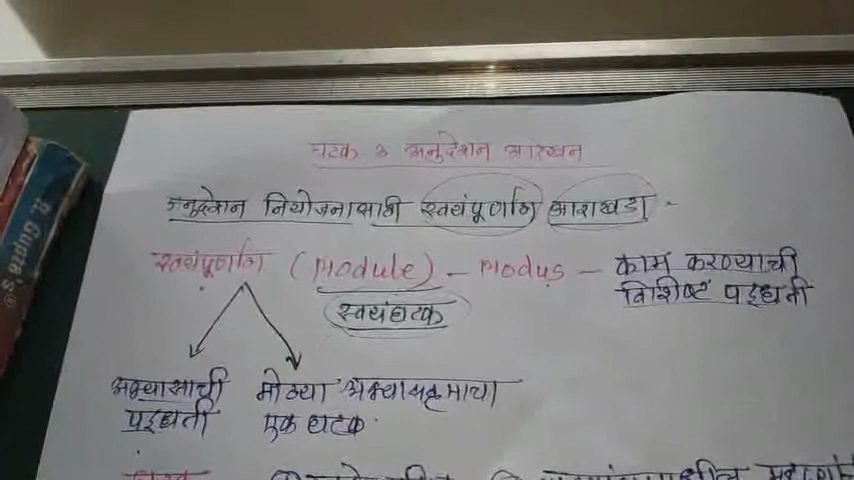 घटक ३ अनुदेशन आरेखन
अनुदेशन नियोजनासाठी स्वयंपूर्णांग आराखडा -
स्वयंपूर्णांग (Module) - Modus - काम करण्याची
विशिष्ट पद्धती
स्वयंघटक
अभ्यासाची मोठ्या अभ्यासक्रमाचा
पद्धती एक घटक
R. Gupta's®